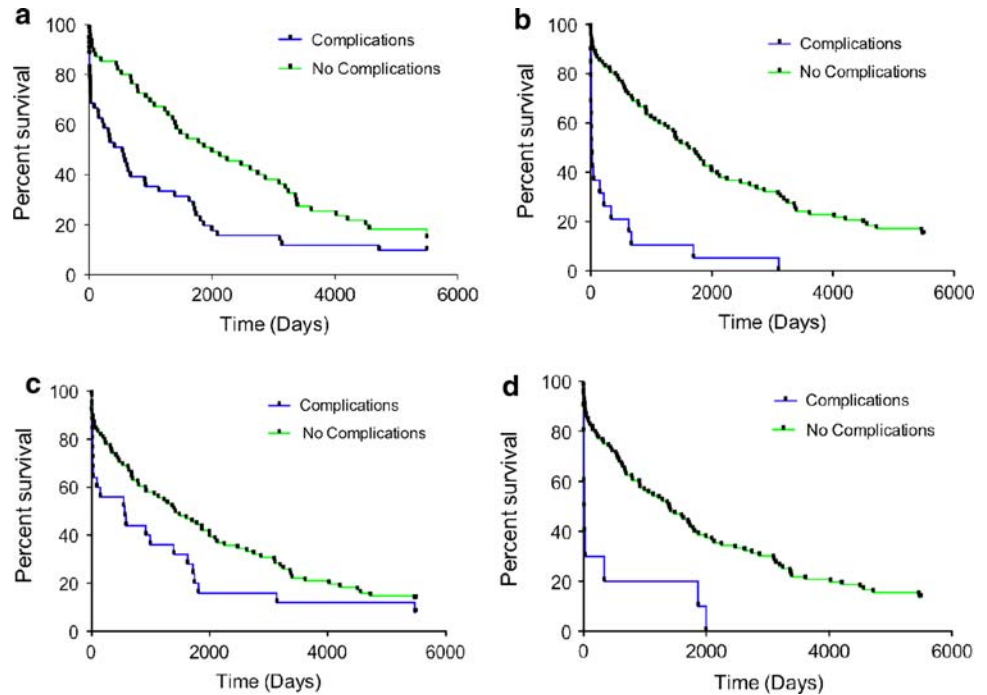 a
100
80
60
40
20
0
Percent survival
Complications
No Complications
0 2000 4000 6000
Time (Days)
b
100
80
60
40
20
0
Percent survival
Complications
No Complications
0 2000 4000 6000
Time (Days)
c
100
80
60
40
20
0
Percent survival
Complications
No Complications
0 2000 4000 6000
Time (Days)
d
100
80
60
40
20
0
Percent survival
Complications
No Complications
0 2000 4000 6000
Time (Days)